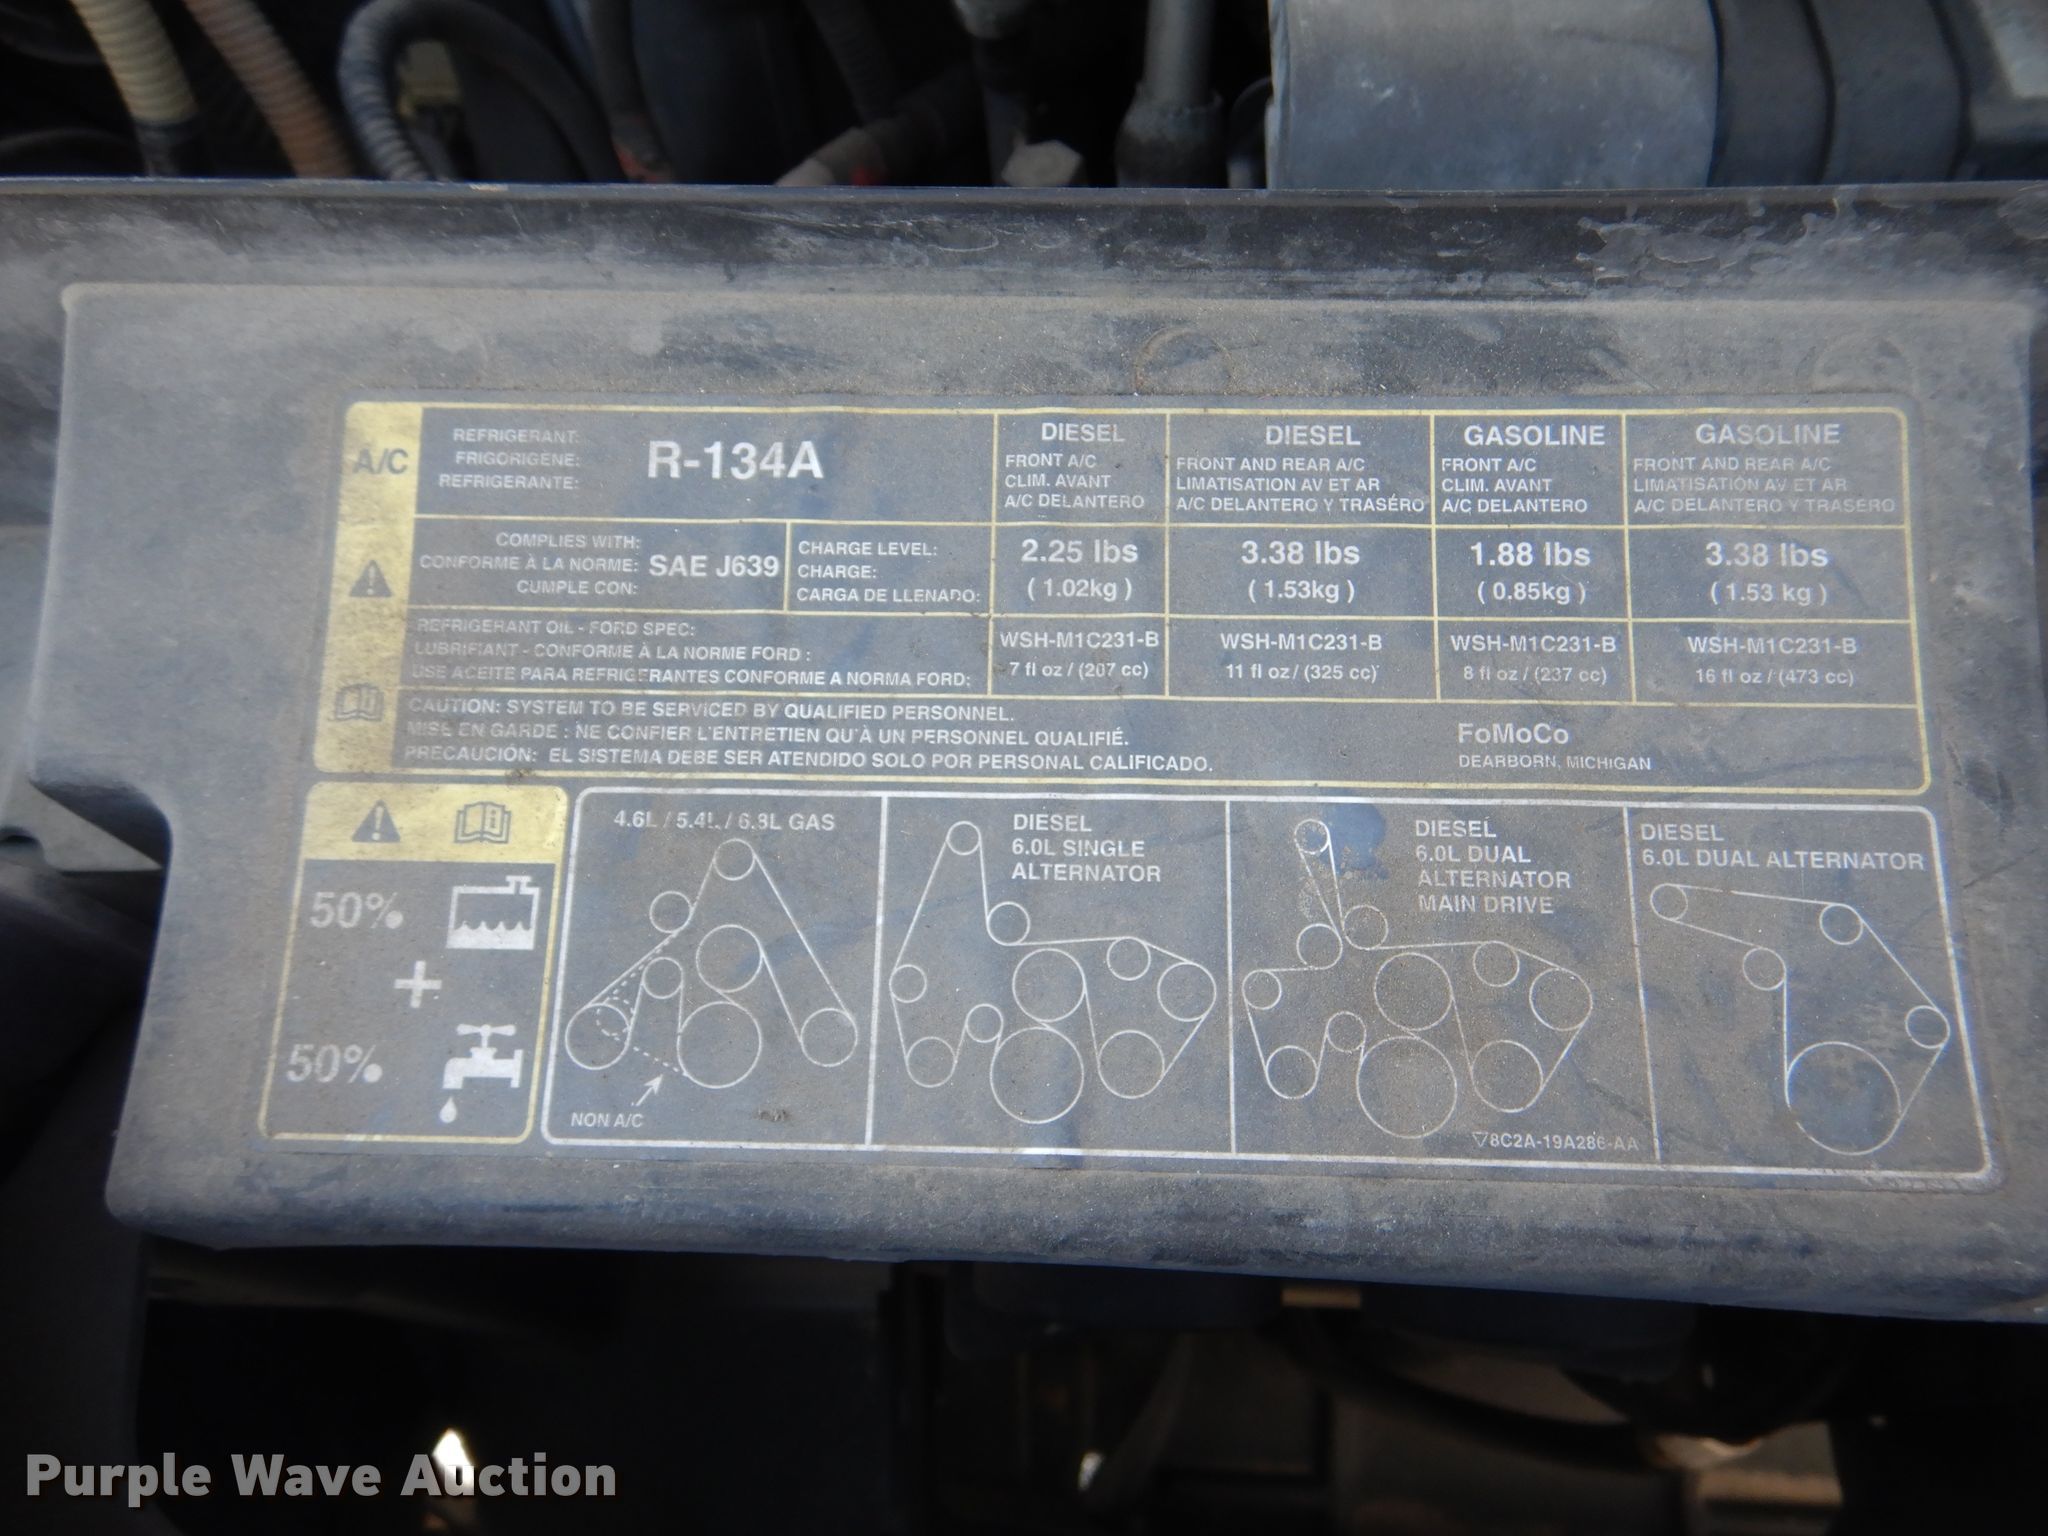 A/C
REFRIGERANT:
FRIGORIGÈNE:
REFRIGERANTE:
R-134A
DIESEL
FRONT A/C
CLIM. AVANT
A/C DELANTERO
DIESEL
FRONT AND REAR A/C
LIMATISATION AV ET AR
A/C DELANTERO Y TRASÉRO
GASOLINE
FRONT A/C
CLIM. AVANT
A/C DELANTERO
GASOLINE
FRONT AND REAR A/C
LIMATISATION AV ET AR
A/C DELANTERO Y TRASÉRO
COMPLIES WITH:
CONFORME À LA NORME:
CUMPLE CON:
SAE J639
CHARGE LEVEL:
CHARGE:
CARGA DE LLENADO:
2.25 lbs
( 1.02kg )
3.38 lbs
( 1.53kg )
1.88 lbs
( 0.85kg )
3.38 lbs
( 1.53 kg )
REFRIGERANT OIL - FORD SPEC:
LUBRIFIANT - CONFORME À LA NORME FORD :
USE ACEITE PARA REFRIGERANTES CONFORME A NORMA FORD:
WSH-M1C231-B
7 fl oz / (207 cc)
WSH-M1C231-B
11 fl oz / (325 cc)
WSH-M1C231-B
8 fl oz / (237 cc)
WSH-M1C231-B
16 fl oz / (473 cc)
CAUTION: SYSTEM TO BE SERVICED BY QUALIFIED PERSONNEL.
MISE EN GARDE : NE CONFIER L'ENTRETIEN QU'À UN PERSONNEL QUALIFIÉ.
PRECAUCIÓN: EL SISTEMA DEBE SER ATENDIDO SOLO POR PERSONAL CALIFICADO.
FoMoCo
DEARBORN, MICHIGAN
50%
+
50%
4.6L / 5.4L / 6.8L GAS
NON A/C
DIESEL
6.0L SINGLE
ALTERNATOR
DIESEL
6.0L DUAL
ALTERNATOR
MAIN DRIVE
8C2A-19A286-AA
DIESEL
6.0L DUAL ALTERNATOR
Purple Wave Auction